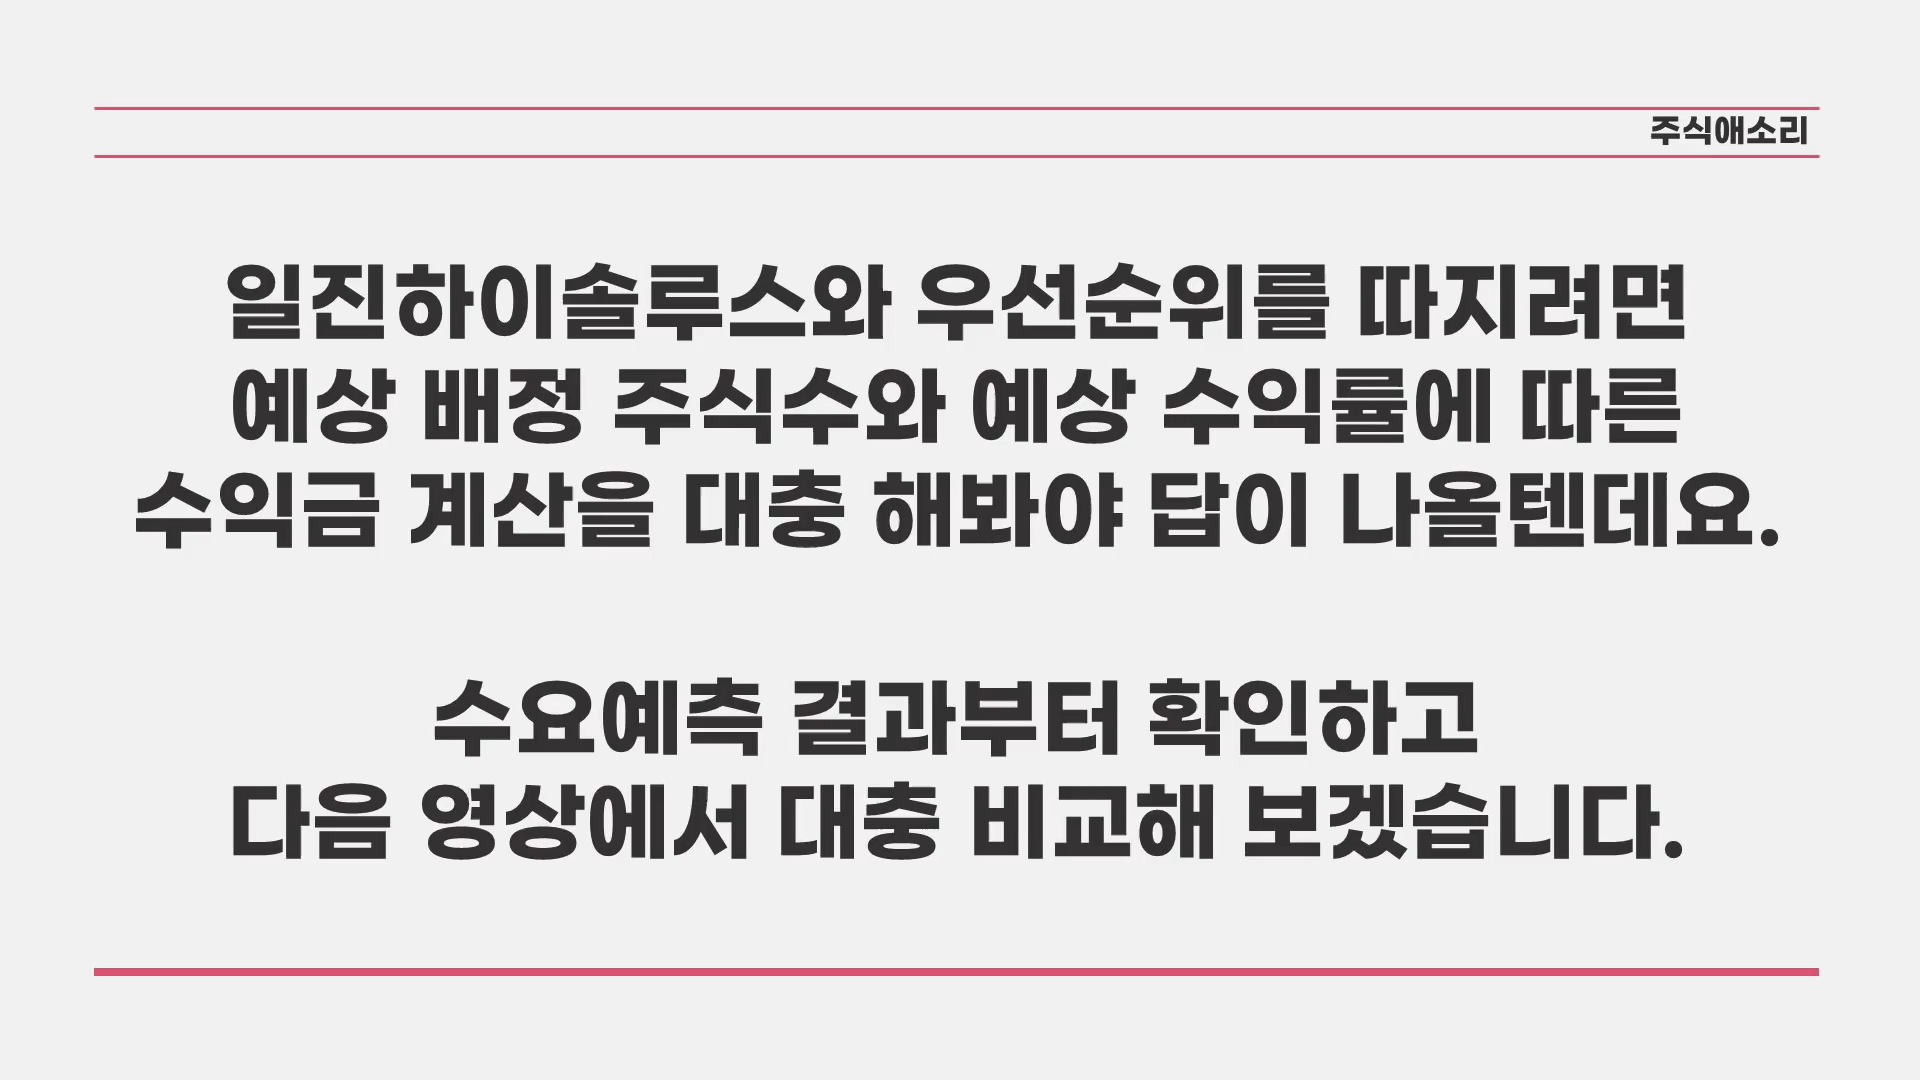 주식애소리
일진하이솔루스와 우선순위를 따지려면
예상 배정 주식수와 예상 수익률에 따른
수익금 계산을 대충 해봐야 답이 나올텐데요.
수요예측 결과부터 확인하고
다음 영상에서 대충 비교해 보겠습니다.